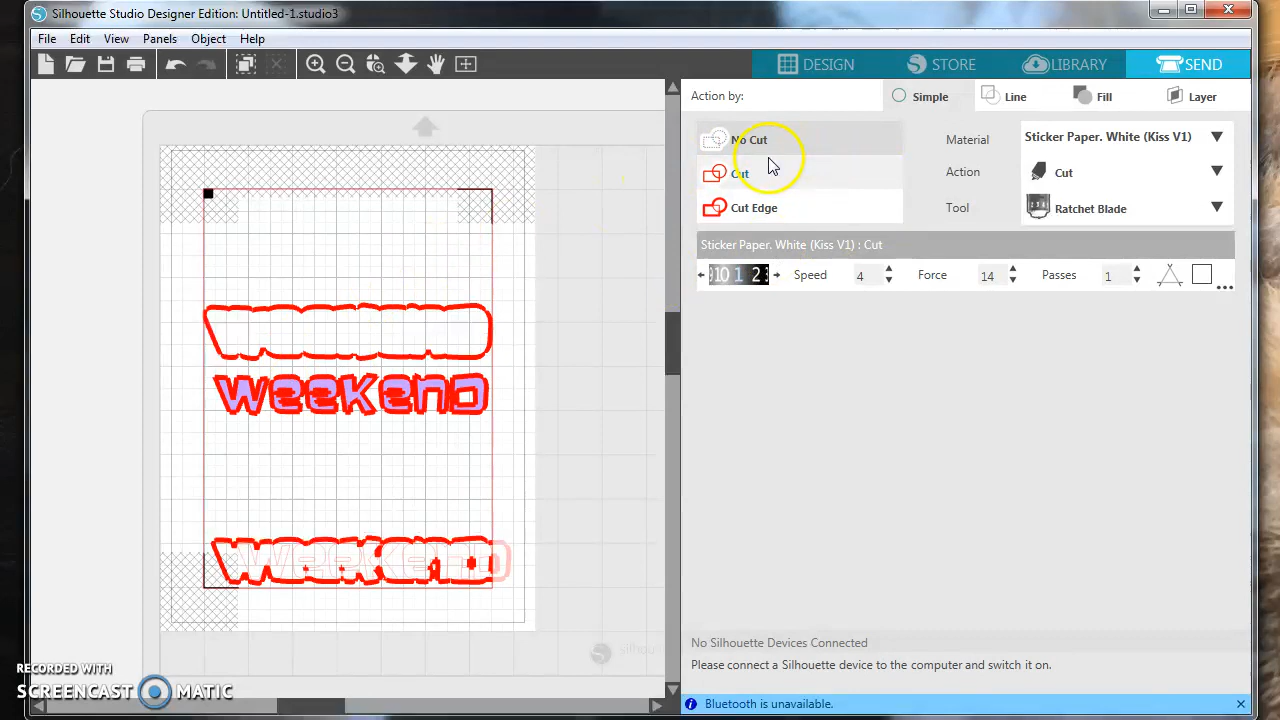 Silhouette Studio Designer Edition: Untitled-1.studio3
File Edit View Panels Object Help
DESIGN STORE LIBRARY SEND
Action by: Simple Line Fill Layer
No Cut Material Sticker Paper. White (Kiss V1)
Cut Action Cut
Cut Edge Tool Ratchet Blade
Sticker Paper. White (Kiss V1) : Cut
10 1 2 Speed 4 Force 14 Passes 1 ...
weekend
weekend
No Silhouette Devices Connected
Please connect a Silhouette device to the computer and switch it on.
Bluetooth is unavailable.
RECORDED WITH
SCREENCAST MATIC